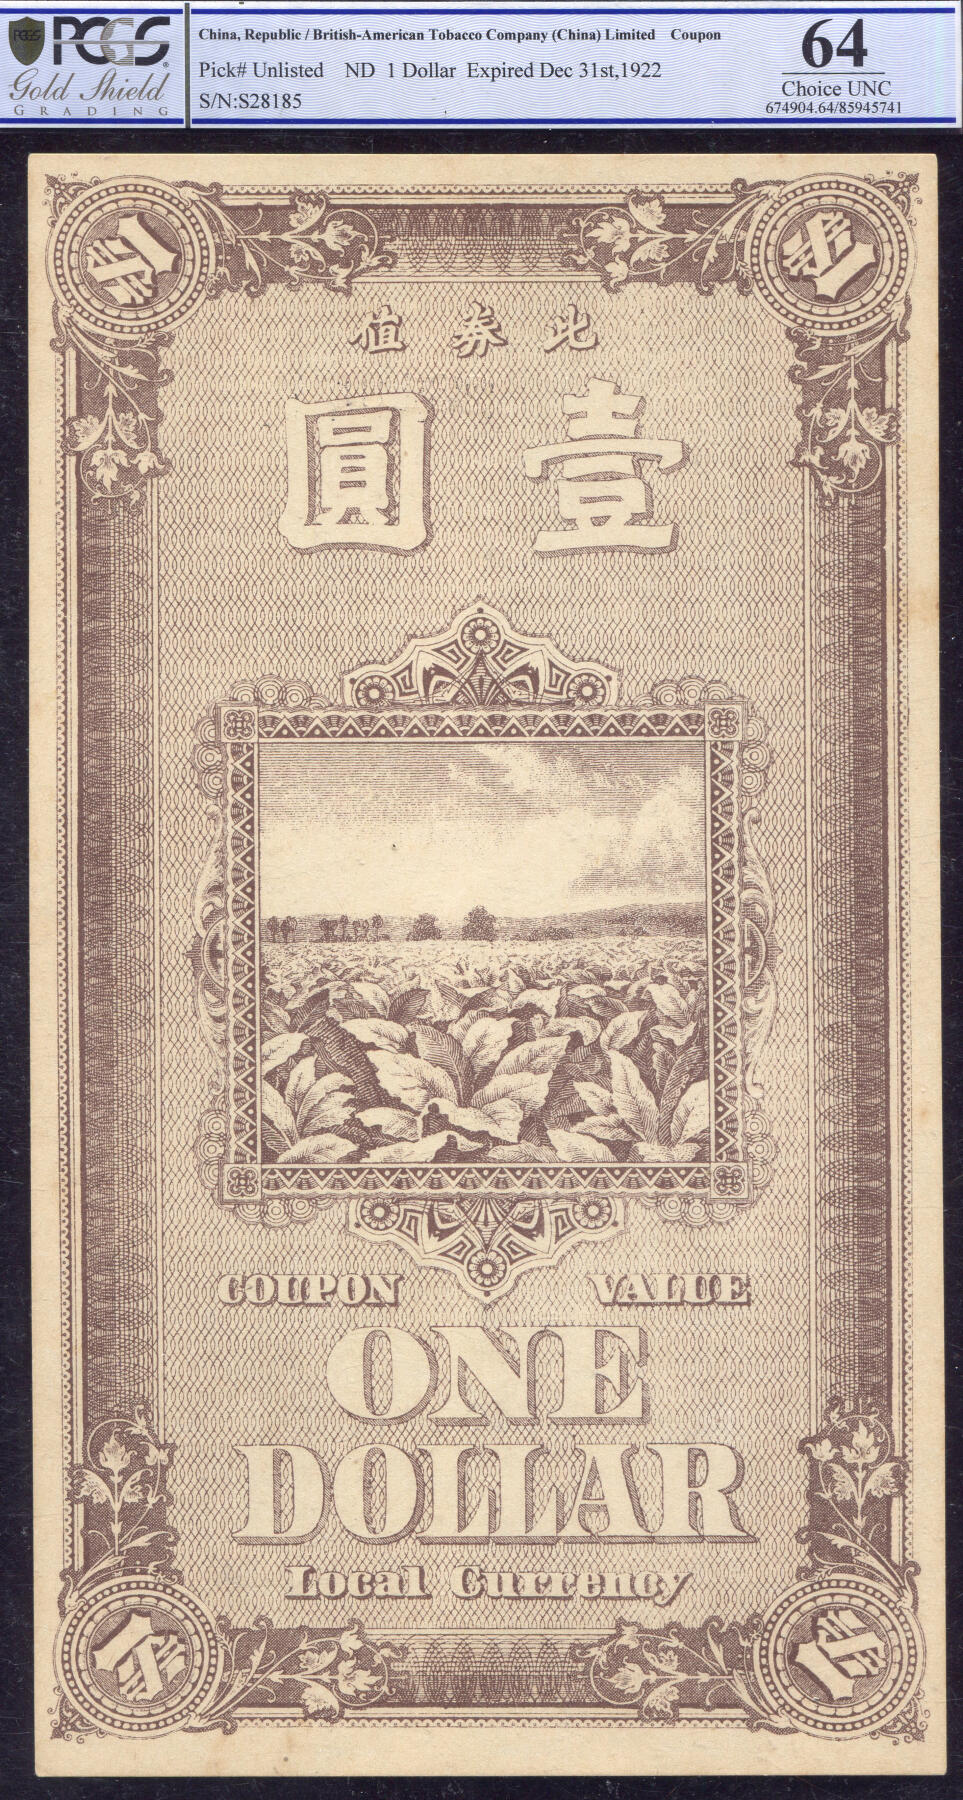 PCGS
Gold Shield
GRADING
China, Republic / British-American Tobacco Company (China) Limited Coupon
Pick# Unlisted ND 1 Dollar Expired Dec 31st,1922
S/N:S28185
64
Choice UNC
674904.64/85945741
值券此
圓壹
COUPON VALUE
ONE
DOLLAR
Local Currency